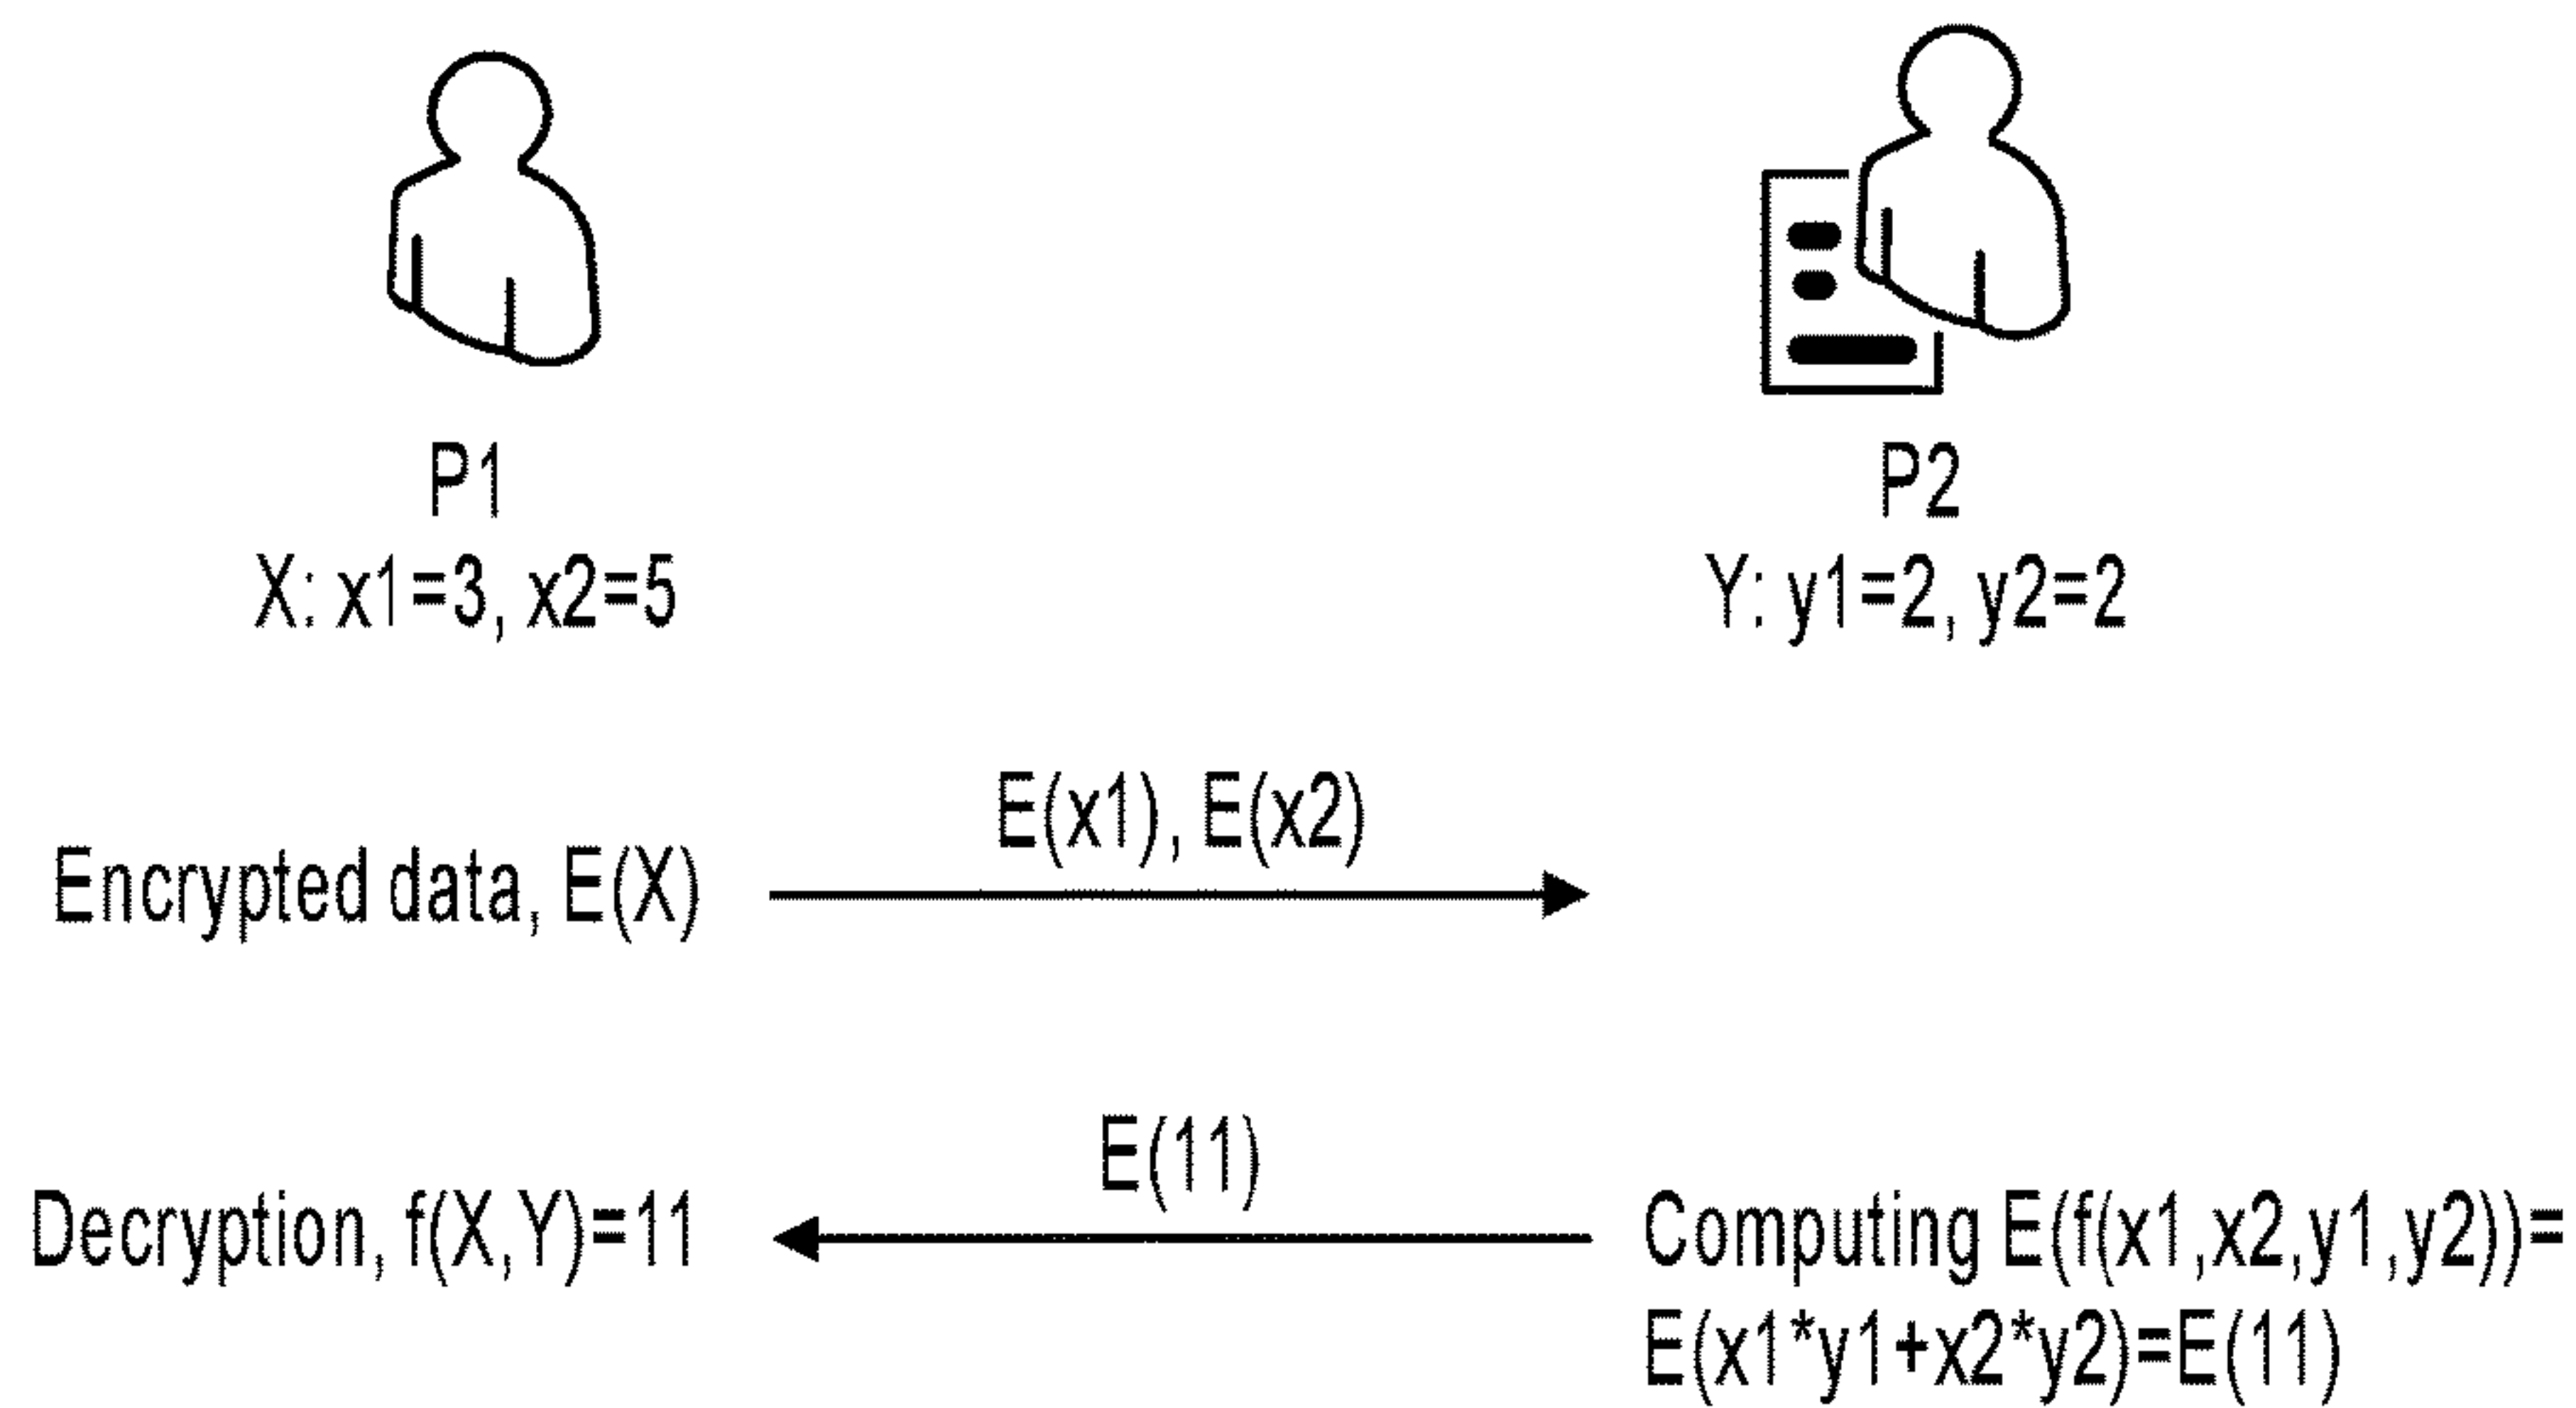 P1
X: x1=3, x2=5
P2
Y: y1=2, y2=2
E(x1), E(x2)
Encrypted data, E(X)
E(11)
Decryption, f(X,Y)=11
Computing E(f(x1,x2,y1,y2))=
E(x1*y1+x2*y2)=E(11)